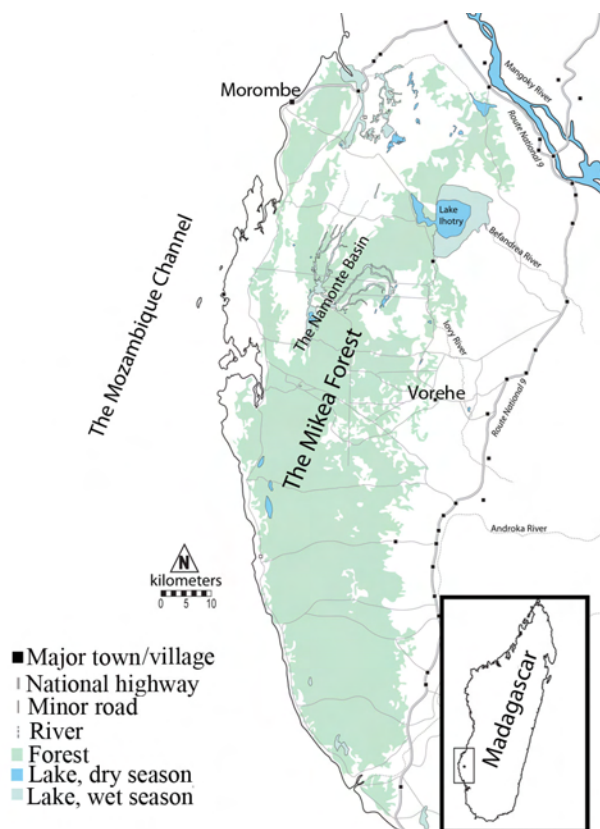 Morombe
Mangoky River
Route National 9
Lake
Ihotry
Befandrea River
The Mozambique Channel
The Namonte Basin
Iovy River
The Mikea Forest
Vorehe
Route National 9
Androka River
N
kilometers
0 5 10
Major town/village
National highway
Minor road
River
Forest
Lake, dry season
Lake, wet season
Madagascar